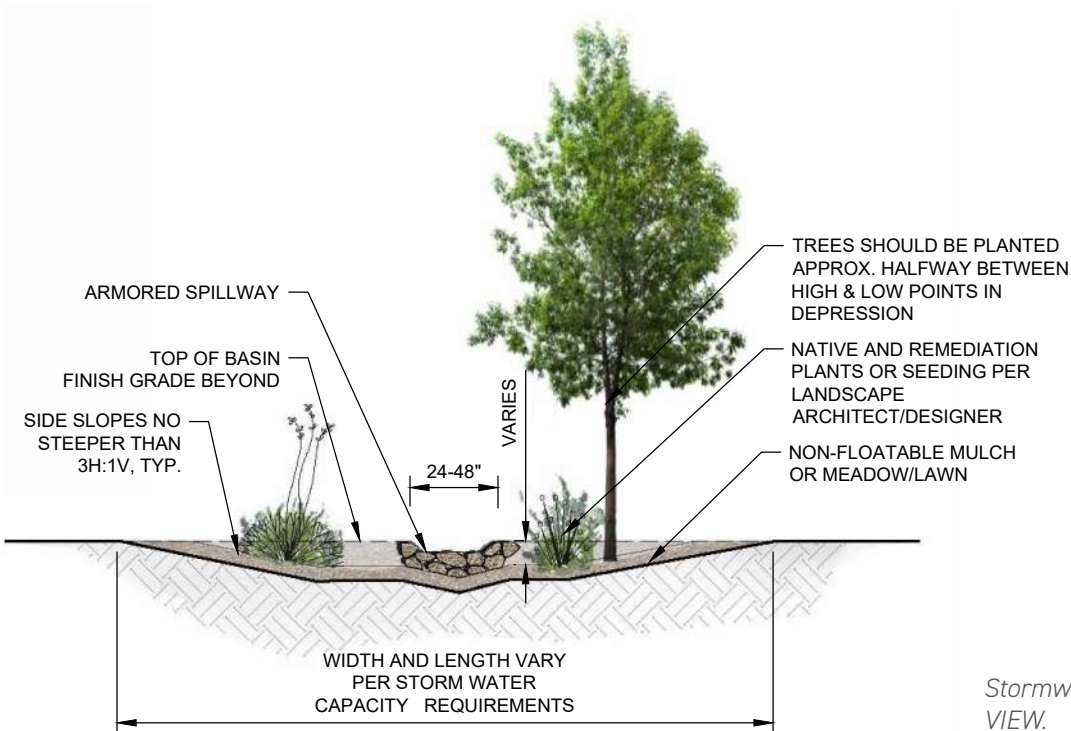 ARMORED SPILLWAY
TOP OF BASIN
FINISH GRADE BEYOND
SIDE SLOPES NO
STEEPER THAN
3H:1V, TYP.
24-48"
VARIES
TREES SHOULD BE PLANTED
APPROX. HALFWAY BETWEEN
HIGH & LOW POINTS IN
DEPRESSION
NATIVE AND REMEDIATION
PLANTS OR SEEDING PER
LANDSCAPE
ARCHITECT/DESIGNER
NON-FLOATABLE MULCH
OR MEADOW/LAWN
WIDTH AND LENGTH VARY
PER STORM WATER
CAPACITY REQUIREMENTS
VIEW.